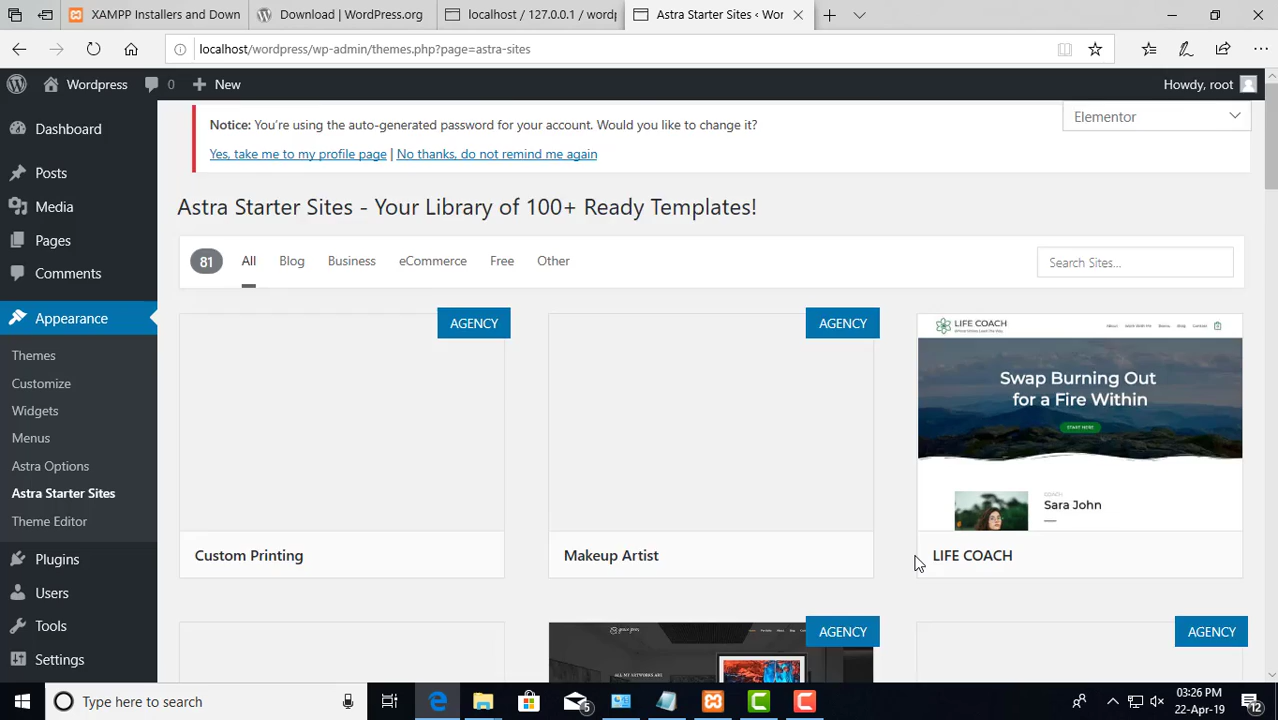 XAMPP Installers and Down
Download | WordPress.org
localhost / 127.0.0.1 / wordp
Astra Starter Sites ‹ Wor
localhost/wordpress/wp-admin/themes.php?page=astra-sites
Wordpress
0
New
Howdy, root
Dashboard
Posts
Media
Pages
Comments
Appearance
Themes
Customize
Widgets
Menus
Astra Options
Astra Starter Sites
Theme Editor
Plugins
Users
Tools
Settings
Notice: You're using the auto-generated password for your account. Would you like to change it?
Yes, take me to my profile page | No thanks, do not remind me again
Elementor
Astra Starter Sites - Your Library of 100+ Ready Templates!
81 All Blog Business eCommerce Free Other
Search Sites...
AGENCY
Custom Printing
AGENCY
Makeup Artist
LIFE COACH
Swap Burning Out
for a Fire Within
START HERE
COACH
Sara John
LIFE COACH
ALL MY ARTWORKS ARE
AGENCY
AGENCY
Type here to search
5
03:26 PM
22-Apr-19
12